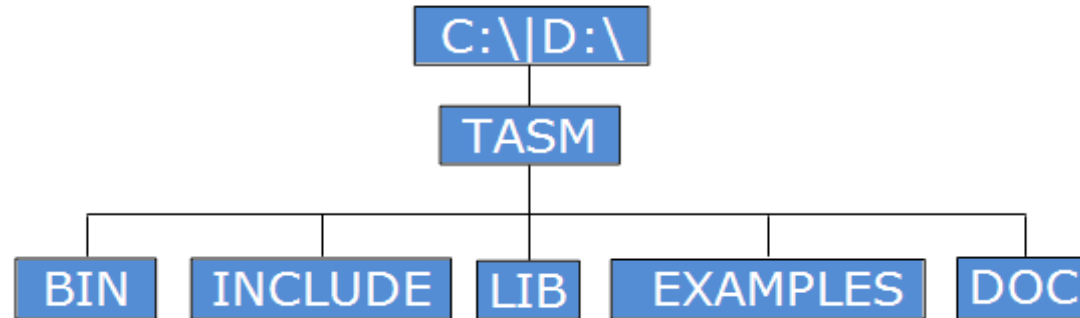 C:\|D:\
TASM
BIN INCLUDE LIB EXAMPLES DOC